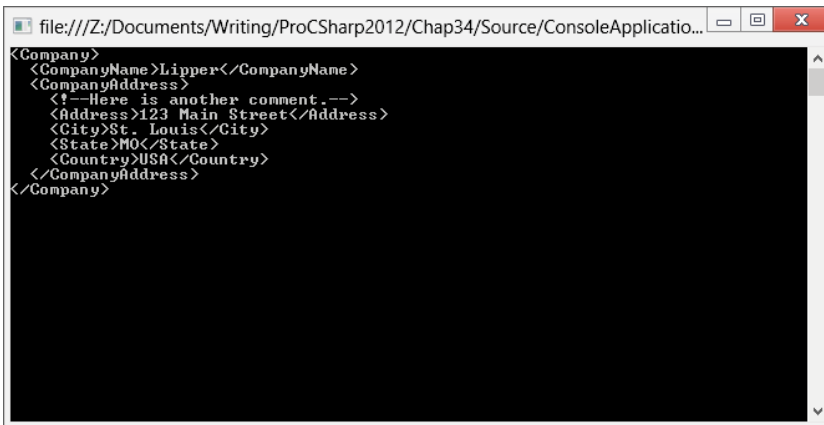 file:///Z:/Documents/Writing/ProCSharp2012/Chap34/Source/ConsoleApplicatio...
<Company>
  <CompanyName>Lipper</CompanyName>
  <CompanyAddress>
    <!--Here is another comment.-->
    <Address>123 Main Street</Address>
    <City>St. Louis</City>
    <State>MO</State>
    <Country>USA</Country>
  </CompanyAddress>
</Company>